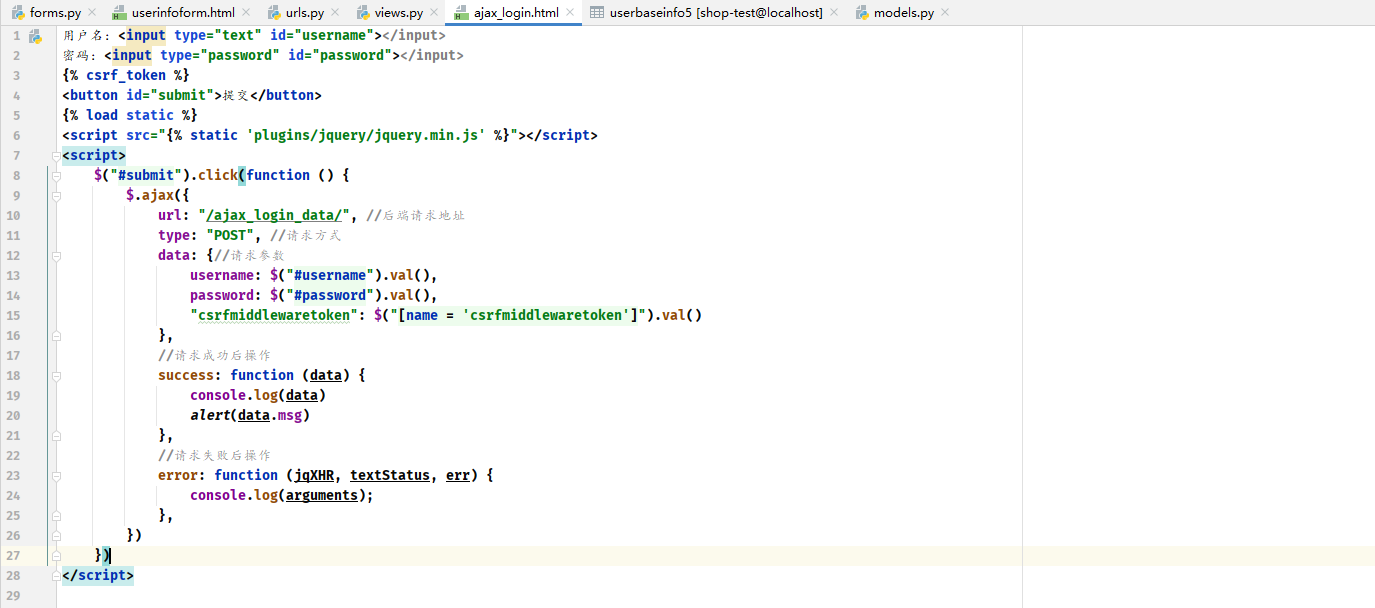 forms.py userinfoform.html urls.py views.py ajax_login.html userbaseinfo5 [shop-test@localhost] models.py
1 用户名：<input type="text" id="username"></input>
2 密码：<input type="password" id="password"></input>
3 {% csrf_token %}
4 <button id="submit">提交</button>
5 {% load static %}
6 <script src="{% static 'plugins/jquery/jquery.min.js' %}"></script>
7 <script>
8 $("#submit").click(function () {
9 $.ajax({
10 url: "/ajax_login_data/", //后端请求地址
11 type: "POST", //请求方式
12 data: {//请求参数
13 username: $("#username").val(),
14 password: $("#password").val(),
15 "csrfmiddlewaretoken": $("[name = 'csrfmiddlewaretoken']").val()
16 },
17 //请求成功后操作
18 success: function (data) {
19 console.log(data)
20 alert(data.msg)
21 },
22 //请求失败后操作
23 error: function (jqXHR, textStatus, err) {
24 console.log(arguments);
25 },
26 })
27 })
28 </script>
29